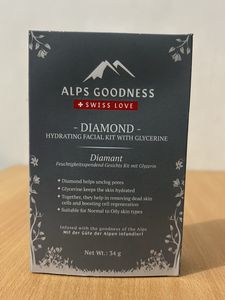 ALPS GOODNESS
SWISS LOVE
- DIAMOND -
HYDRATING FACIAL KIT WITH GLYCERINE
Diamant
Feuchtigkeitsspendend Gesichts Kit mit Glyzerin
• Diamond helps unclog pores
• Glycerine keeps the skin hydrated
• Together, they help in removing dead skin
cells and boosting cell regeneration
• Suitable for Normal to Oily skin types
Infused with the goodness of the Alps
Mit der Güte der Alpen infundiert
Net Wt.: 34 g